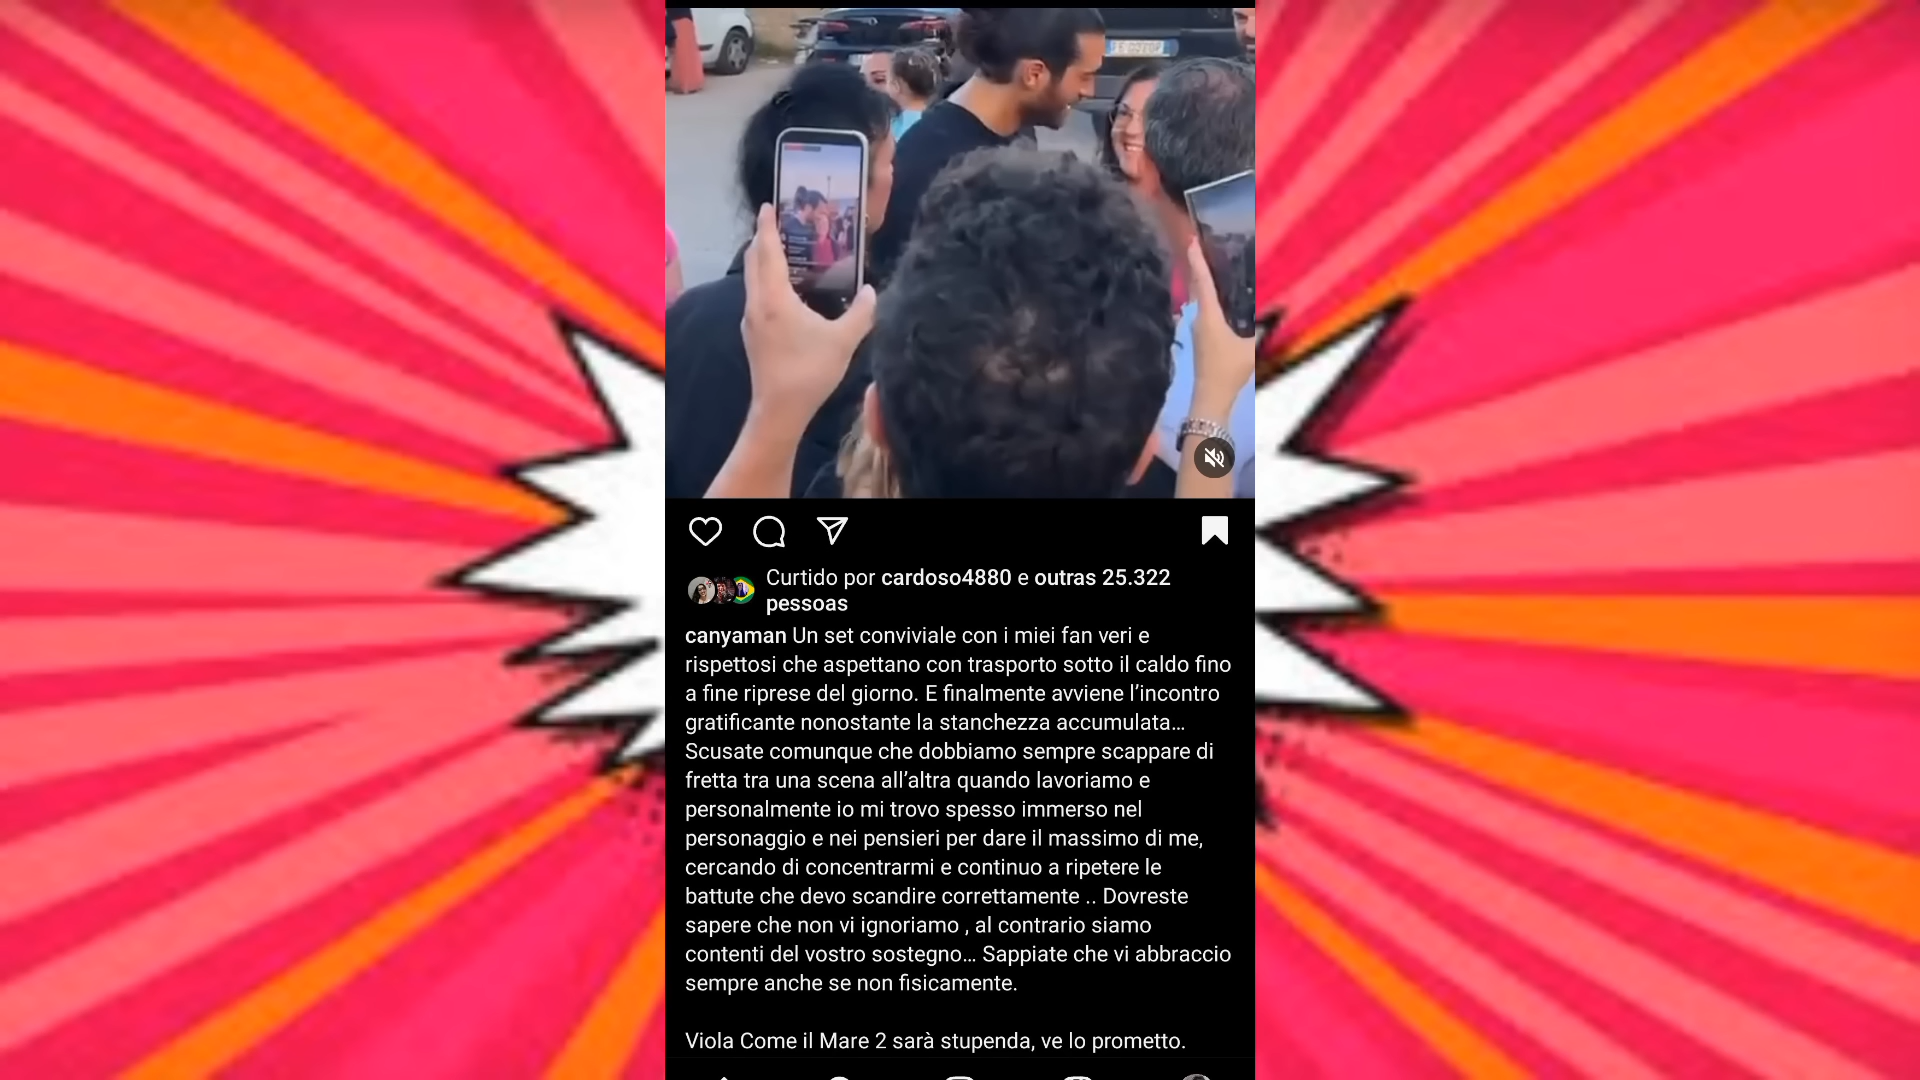 Curtido por cardoso4880 e outras 25.322
pessoas
canyaman Un set conviviale con i miei fan veri e
rispettosi che aspettano con trasporto sotto il caldo fino
a fine riprese del giorno. E finalmente avviene l’incontro
gratificante nonostante la stanchezza accumulata…
Scusate comunque che dobbiamo sempre scappare di
fretta tra una scena all’altra quando lavoriamo e
personalmente io mi trovo spesso immerso nel
personaggio e nei pensieri per dare il massimo di me,
cercando di concentrarmi e continuo a ripetere le
battute che devo scandire correttamente .. Dovreste
sapere che non vi ignoriamo , al contrario siamo
contenti del vostro sostegno… Sappiate che vi abbraccio
sempre anche se non fisicamente.
Viola Come il Mare 2 sarà stupenda, ve lo prometto.